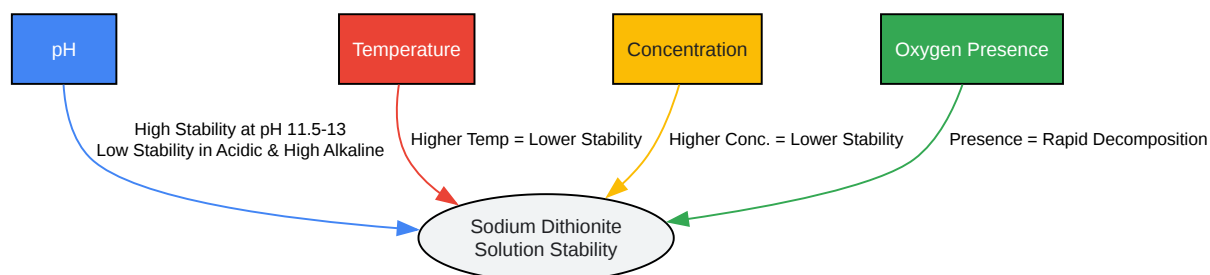 pH
Temperature
Concentration
Oxygen Presence
High Stability at pH 11.5-13
Low Stability in Acidic & High Alkaline
Higher Temp = Lower Stability
Higher Conc. = Lower Stability
Presence = Rapid Decomposition
Sodium Dithionite
Solution Stability